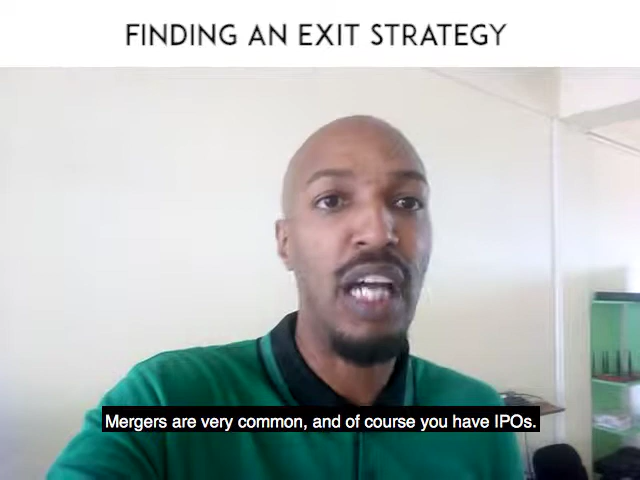 FINDING AN EXIT STRATEGY
Mergers are very common, and of course you have IPOs.